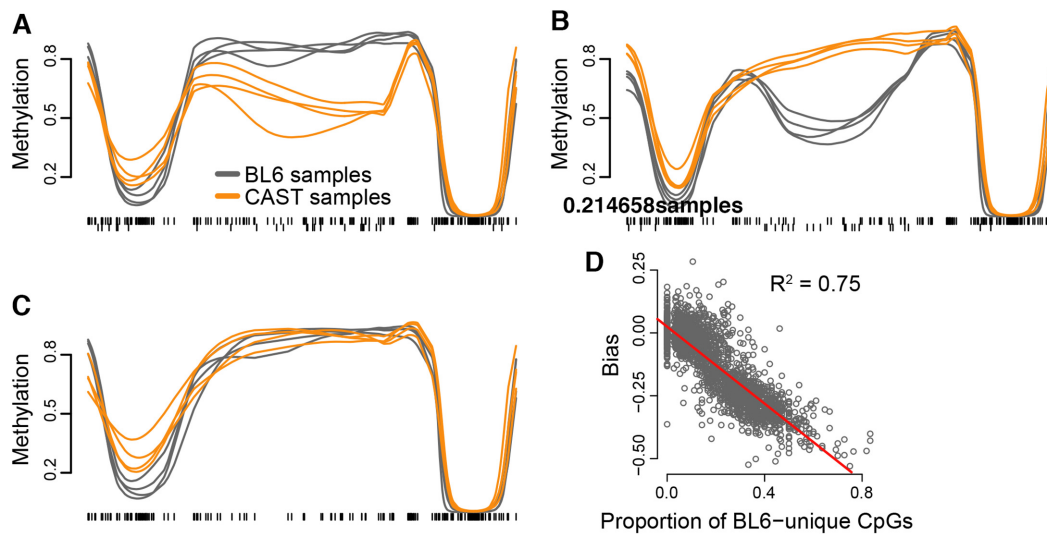 A
Methylation
0.8
0.5
0.2
BL6 samples
CAST samples
B
Methylation
0.8
0.5
0.2
0.214658samples
C
Methylation
0.8
0.5
0.2
D
R² = 0.75
Bias
0.25
0.00
−0.25
−0.50
0.0 0.4 0.8
Proportion of BL6−unique CpGs